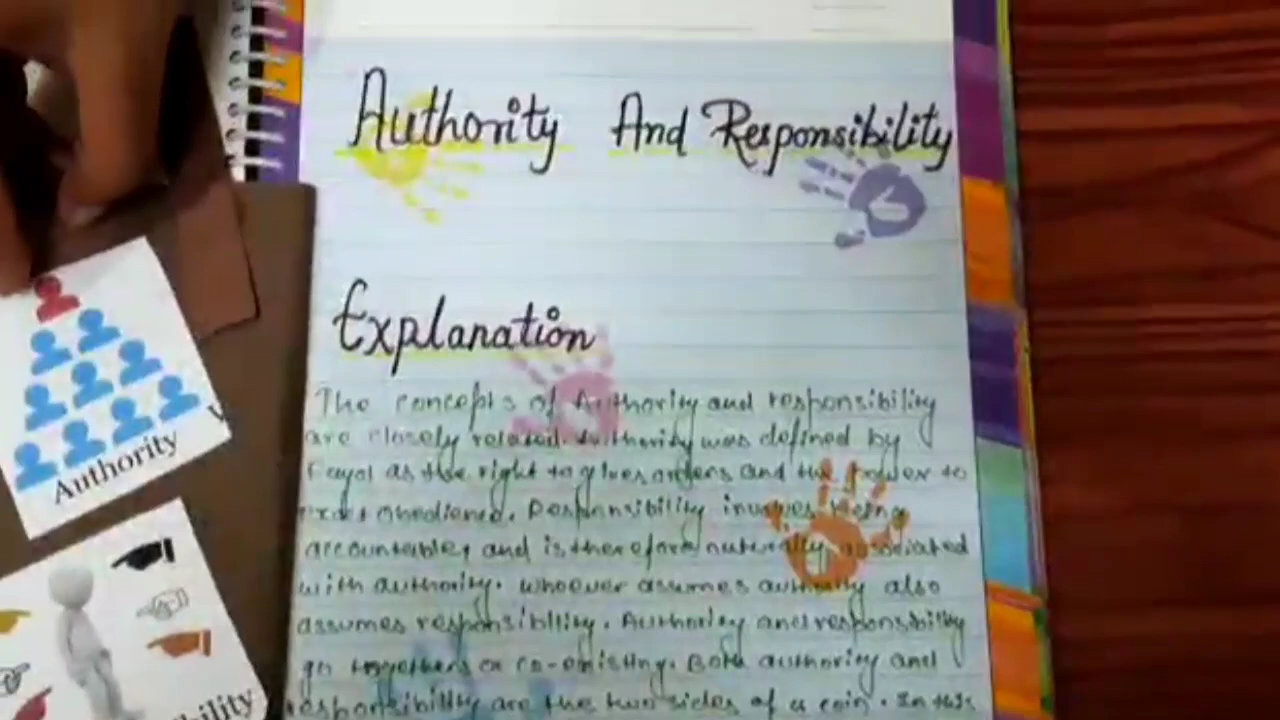 Authority And Responsibility
Explanation
The concepts of Authority and responsibility
are closely related. Authority was defined by
Fayol as the right to gives orders and the power to
exact obedience. Responsibility involves being
accountable, and is therefore naturally associated
with authority. Whoever assumes authority also
assumes responsibility. Authority and responsibility
go togethers or co-existing. Both authority and
responsibility are the two sides of a coin. In this
Authority
bility